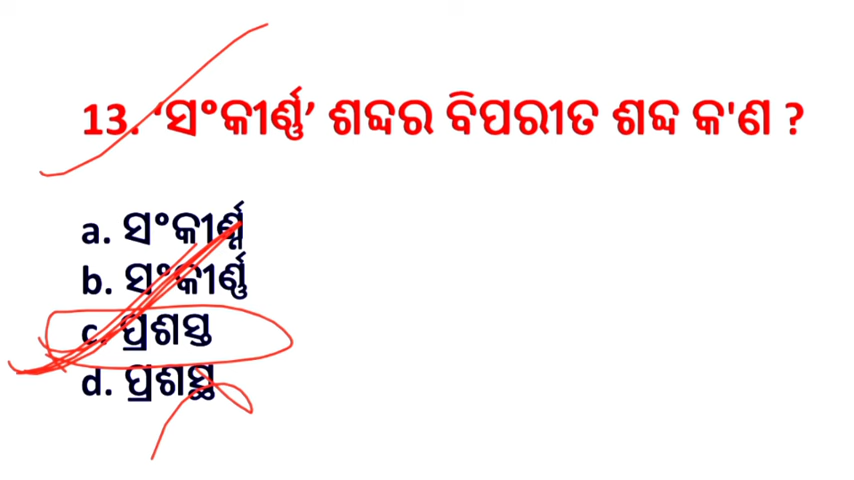 13. ‘ସଂକୀର୍ଣ୍ଣ’ ଶବ୍ଦର ବିପରୀତ ଶବ୍ଦ କ'ଣ ?
a. ସଂକୀର୍ଣ୍ଣ
b. ସଂକୀର୍ଣ୍ଣ
c. ପ୍ରଶସ୍ତ
d. ପ୍ରଶସ୍ଥ